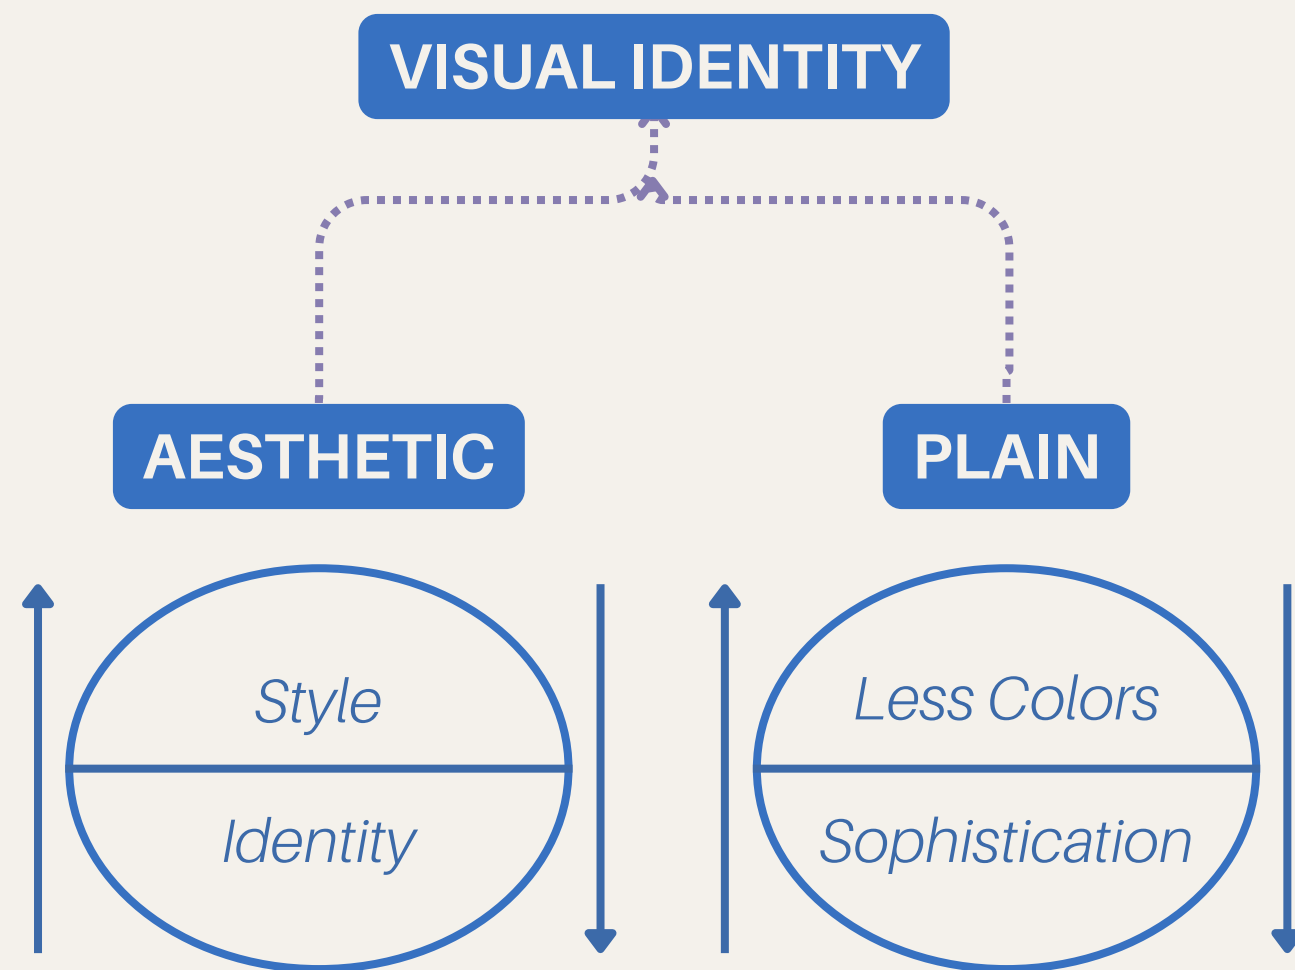 VISUAL IDENTITY
AESTHETIC
PLAIN
Style
Identity
Less Colors
Sophistication